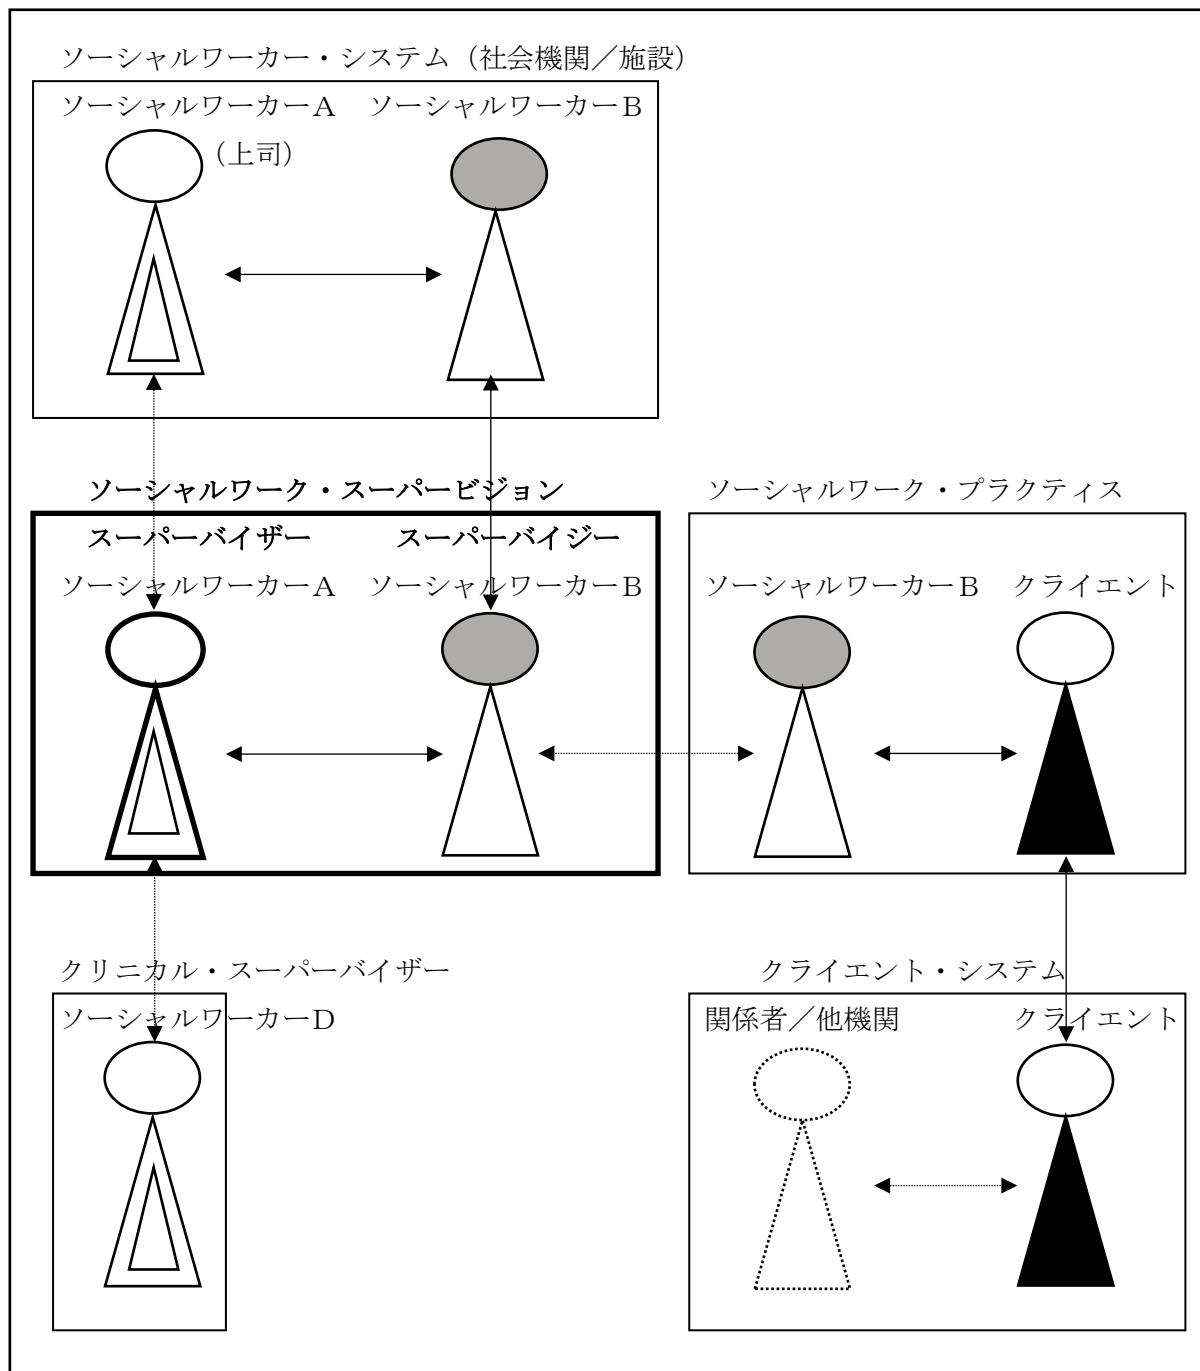 ソーシャルワーカー・システム（社会機関／施設）
ソーシャルワーカーＡ　ソーシャルワーカーＢ
（上司）
ソーシャルワーク・スーパービジョン
スーパーバイザー　スーパーバイジー
ソーシャルワーカーＡ　ソーシャルワーカーＢ
ソーシャルワーク・プラクティス
ソーシャルワーカーＢ　クライエント
クリニカル・スーパーバイザー
ソーシャルワーカーＤ
クライエント・システム
関係者／他機関　クライエント